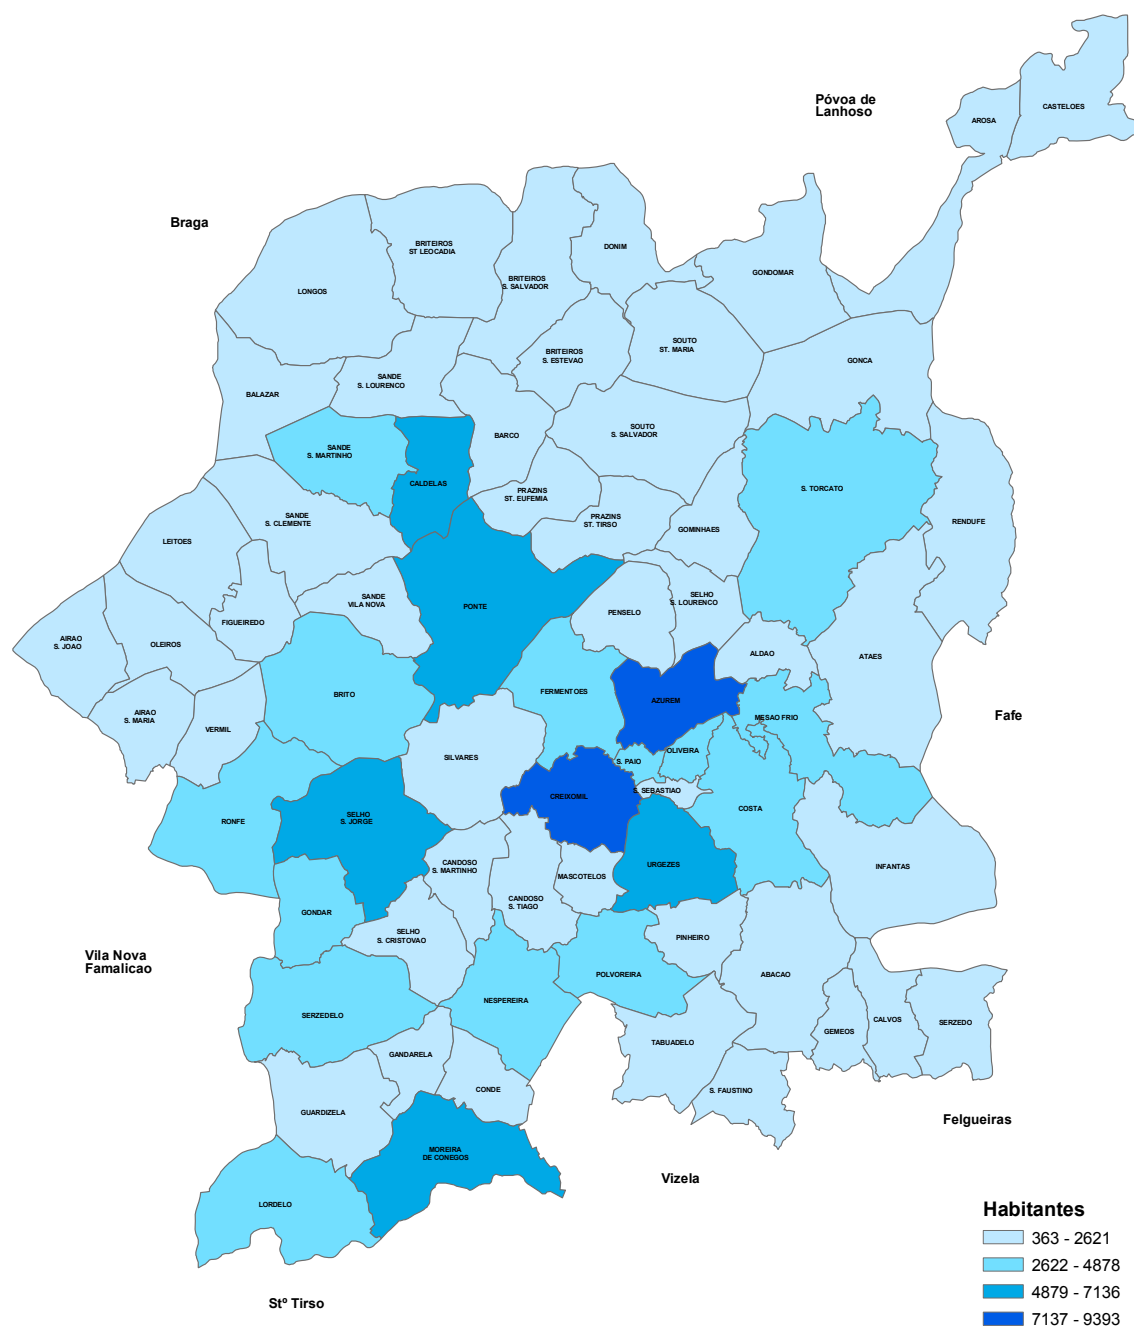 Póvoa de
Lanhoso
CASTELOES
AROSA
Braga
BRITEIROS
ST LEOCADIA
DONIM
GONDOMAR
BRITEIROS
S. SALVADOR
LONGOS
SOUTO
ST. MARIA
BRITEIROS
S. ESTEVAO
GONCA
SANDE
S. LOURENCO
BALAZAR
SOUTO
S. SALVADOR
BARCO
SANDE
S. MARTINHO
CALDELAS
S. TORCATO
PRAZINS
ST. EUFEMIA
SANDE
S. CLEMENTE
PRAZINS
ST. TIRSO
RENDUFE
GOMINHAES
LEITOES
SELHO
S. LOURENCO
SANDE
VILA NOVA
PONTE
PENSELO
FIGUEIREDO
AIRAO
S. JOAO
OLEIROS
ALDAO
ATAES
BRITO
FERMENTOES
AZUREM
AIRAO
S. MARIA
MESAO FRIO
Fafe
VERMIL
OLIVEIRA
SILVARES
S. PAIO
S. SEBASTIAO
CREIXOMIL
COSTA
SELHO
S. JORGE
RONFE
CANDOSO
S. MARTINHO
URGEZES
INFANTAS
MASCOTELOS
CANDOSO
S. TIAGO
GONDAR
SELHO
S. CRISTOVAO
PINHEIRO
Vila Nova
Famalicao
POLVOREIRA
ABACAO
NESPEREIRA
SERZEDELO
CALVOS
SERZEDO
GEMEOS
TABUADELO
GANDARELA
CONDE
S. FAUSTINO
GUARDIZELA
Felgueiras
MOREIRA
DE CONEGOS
Vizela
LORDELO
Stº Tirso
Habitantes
363 - 2621
2622 - 4878
4879 - 7136
7137 - 9393